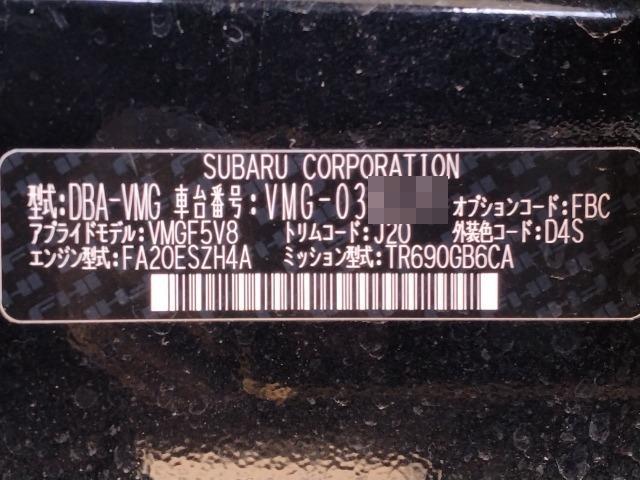 SUBARU CORPORATION
型式:DBA-VMG 車台番号:VMG-03 オプションコード:FBC
アプライドモデル:VMGF5V8 トリムコード:J20 外装色コード:D4S
エンジン型式:FA20ESZH4A ミッション型式:TR690GB6CA